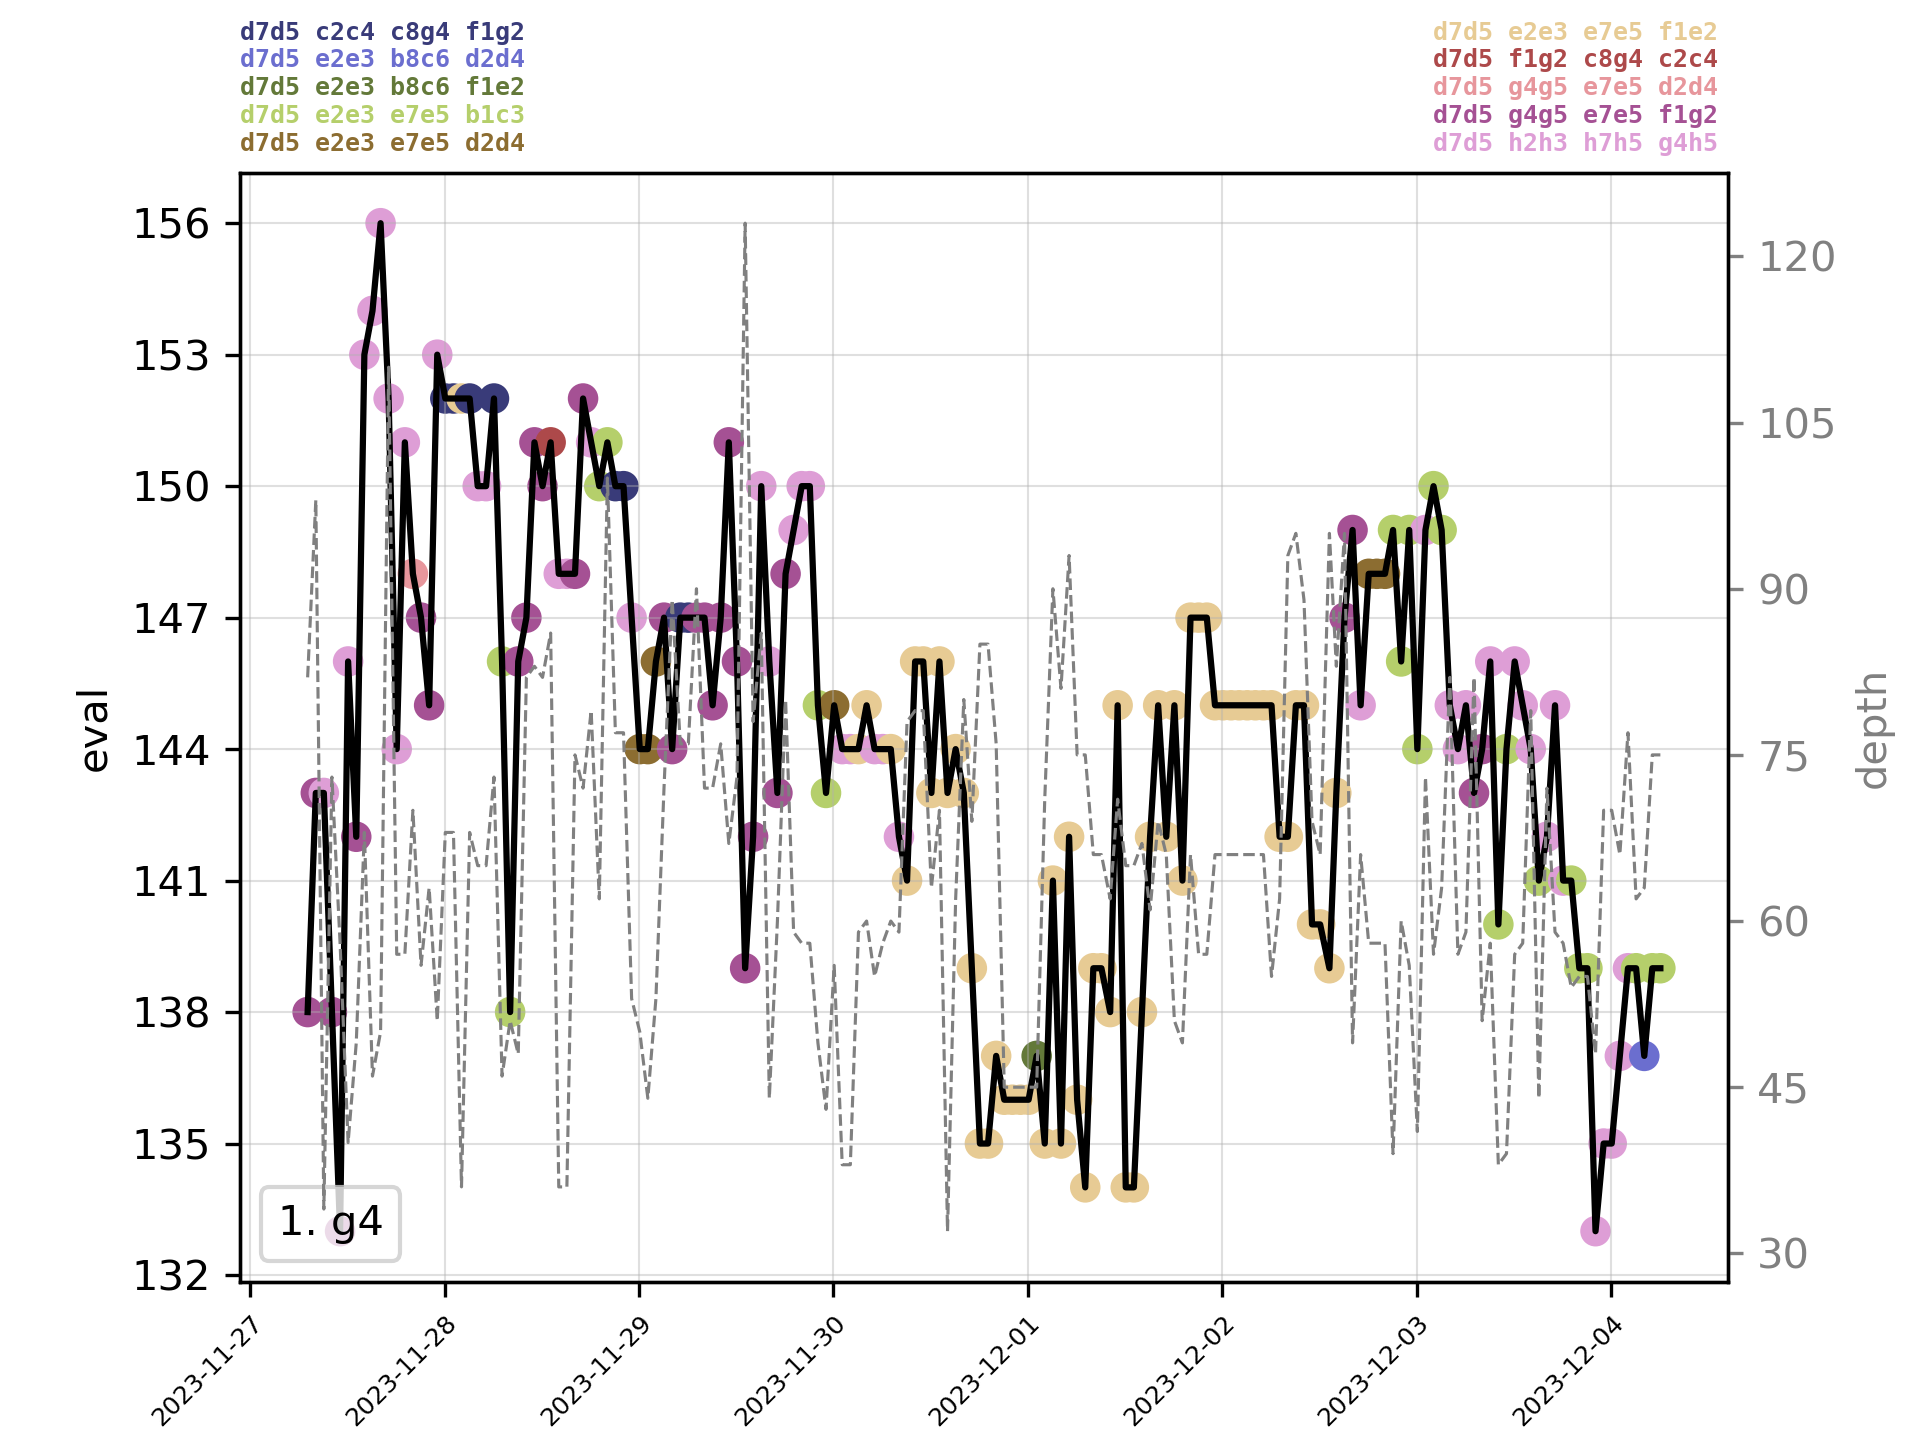 d7d5 c2c4 c8g4 f1g2
d7d5 e2e3 b8c6 d2d4
d7d5 e2e3 b8c6 f1e2
d7d5 e2e3 e7e5 b1c3
d7d5 e2e3 e7e5 d2d4
d7d5 e2e3 e7e5 f1e2
d7d5 f1g2 c8g4 c2c4
d7d5 g4g5 e7e5 d2d4
d7d5 g4g5 e7e5 f1g2
d7d5 h2h3 h7h5 g4h5
eval
156
153
150
147
144
141
138
135
132
1. g4
120
105
90
75
60
45
30
depth
2023-11-27
2023-11-28
2023-11-29
2023-11-30
2023-12-01
2023-12-02
2023-12-03
2023-12-04